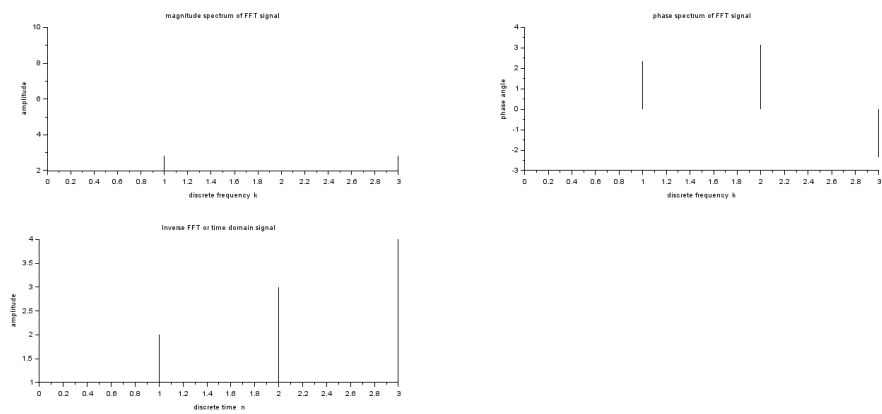 magnitude spectrum of FFT signal
10
8
6
4
2
amplitude
0 0.2 0.4 0.6 0.8 1 1.2 1.4 1.6 1.8 2 2.2 2.4 2.6 2.8 3
discrete frequency k
phase spectrum of FFT signal
4
3
2
1
0
-1
-2
-3
phase angle
0 0.2 0.4 0.6 0.8 1 1.2 1.4 1.6 1.8 2 2.2 2.4 2.6 2.8 3
discrete frequency k
Inverse FFT or time domain signal
4
3.5
3
2.5
2
1.5
1
amplitude
0 0.2 0.4 0.6 0.8 1 1.2 1.4 1.6 1.8 2 2.2 2.4 2.6 2.8 3
discrete time n